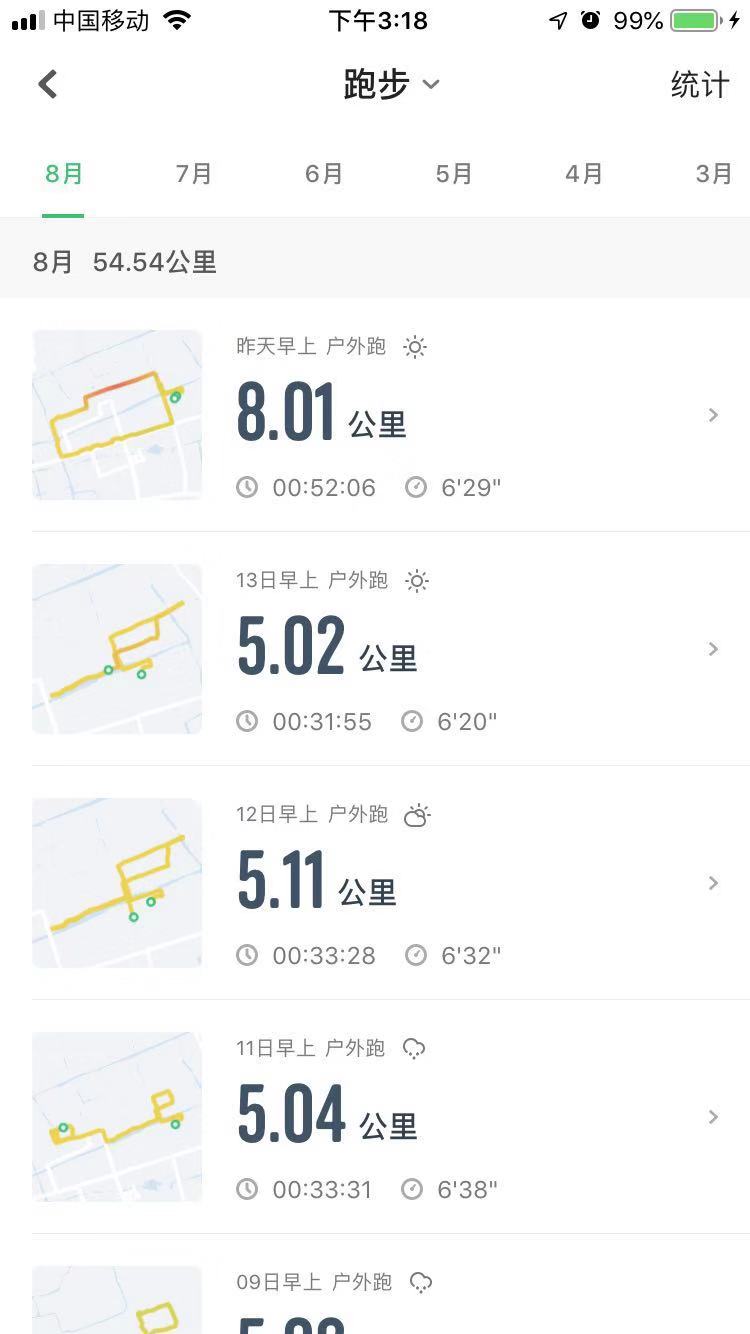 中国移动 下午3:18 99%
跑步
统计
8月 7月 6月 5月 4月 3月
8月 54.54公里
昨天早上 户外跑
8.01 公里
00:52:06 6'29"
13日早上 户外跑
5.02 公里
00:31:55 6'20"
12日早上 户外跑
5.11 公里
00:33:28 6'32"
11日早上 户外跑
5.04 公里
00:33:31 6'38"
09日早上 户外跑